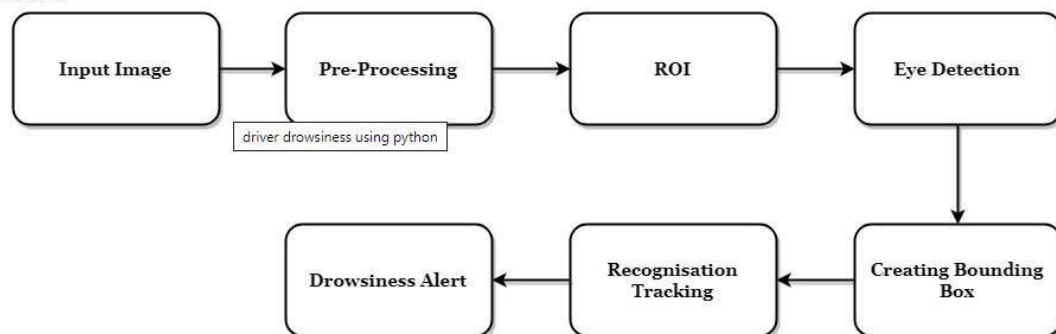 Input Image
Pre-Processing
ROI
Eye Detection
driver drowsiness using python
Drowsiness Alert
Recognisation
Tracking
Creating Bounding
Box